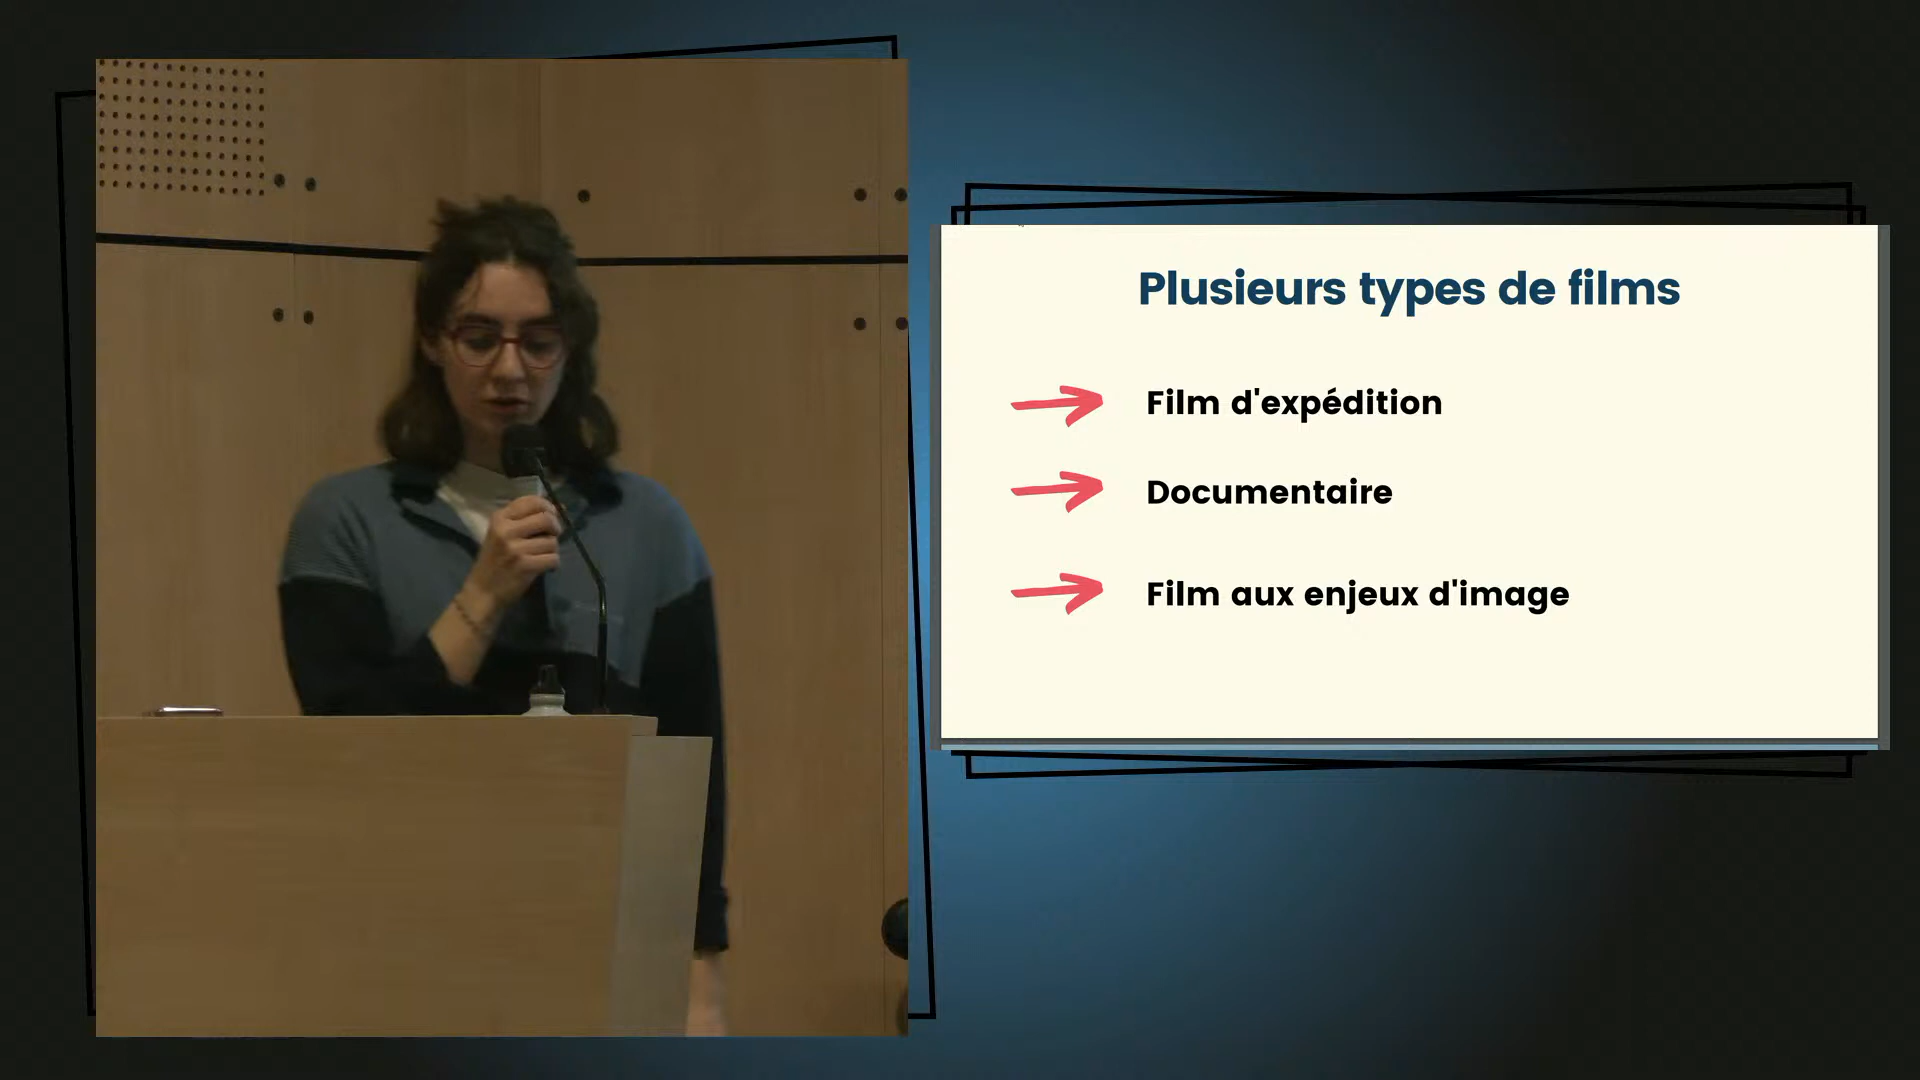 Plusieurs types de films
Film d'expédition
Documentaire
Film aux enjeux d'image